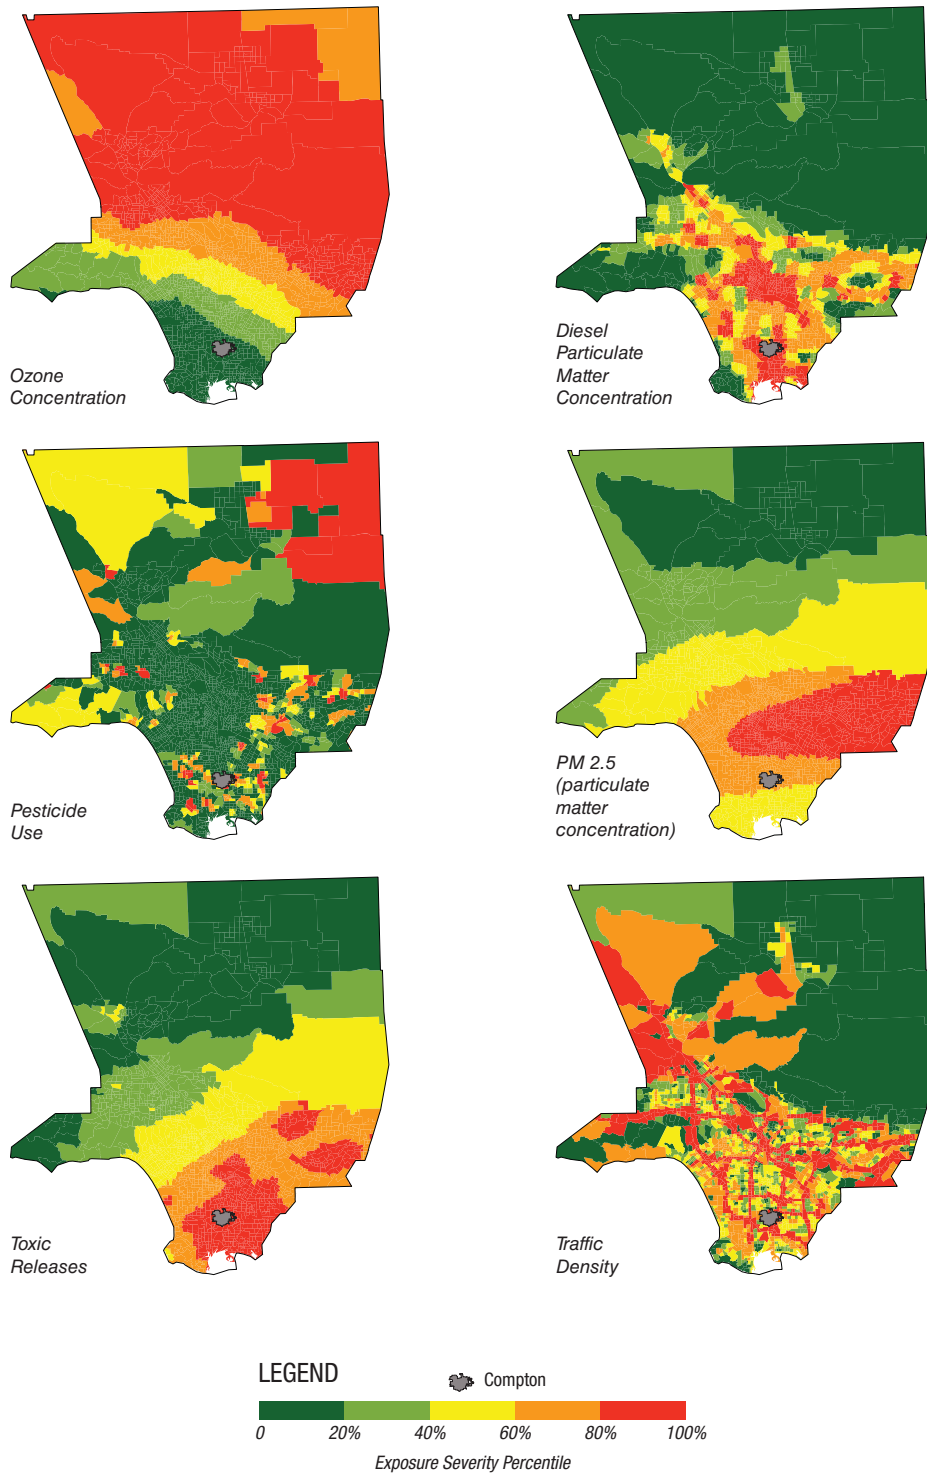 Ozone
Concentration
Diesel
Particulate
Matter
Concentration
Pesticide
Use
PM 2.5
(particulate
matter
concentration)
Toxic
Releases
Traffic
Density
LEGEND
Compton
0 20% 40% 60% 80% 100%
Exposure Severity Percentile